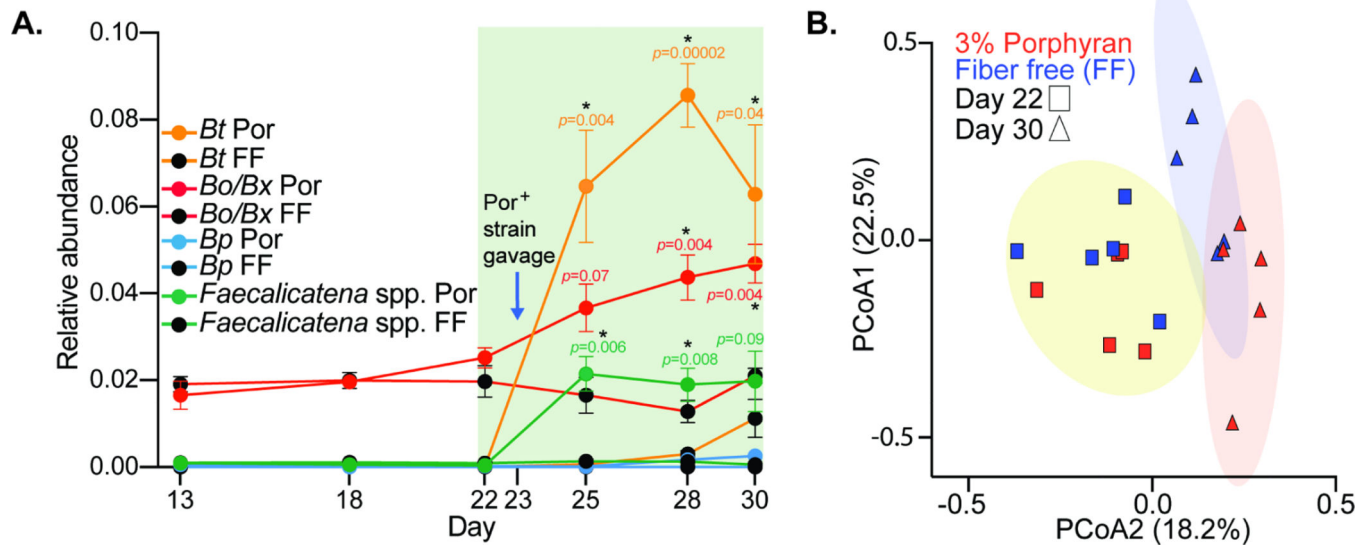 A.
0.10
0.08
0.06
0.04
0.02
0.00
Relative abundance
Bt Por
Bt FF
Bo/Bx Por
Bo/Bx FF
Bp Por
Bp FF
Faecalicatena spp. Por
Faecalicatena spp. FF
Por+
strain
gavage
*
p=0.00002
*
p=0.004
*
p=0.04
*
p=0.004
p=0.07
p=0.004
*
*
p=0.006
*
p=0.008
p=0.09
13
18
22
23
25
28
30
Day
B.
3% Porphyran
Fiber free (FF)
Day 22
Day 30
0.5
0.0
-0.5
PCoA1 (22.5%)
-0.5
0.0
0.5
PCoA2 (18.2%)